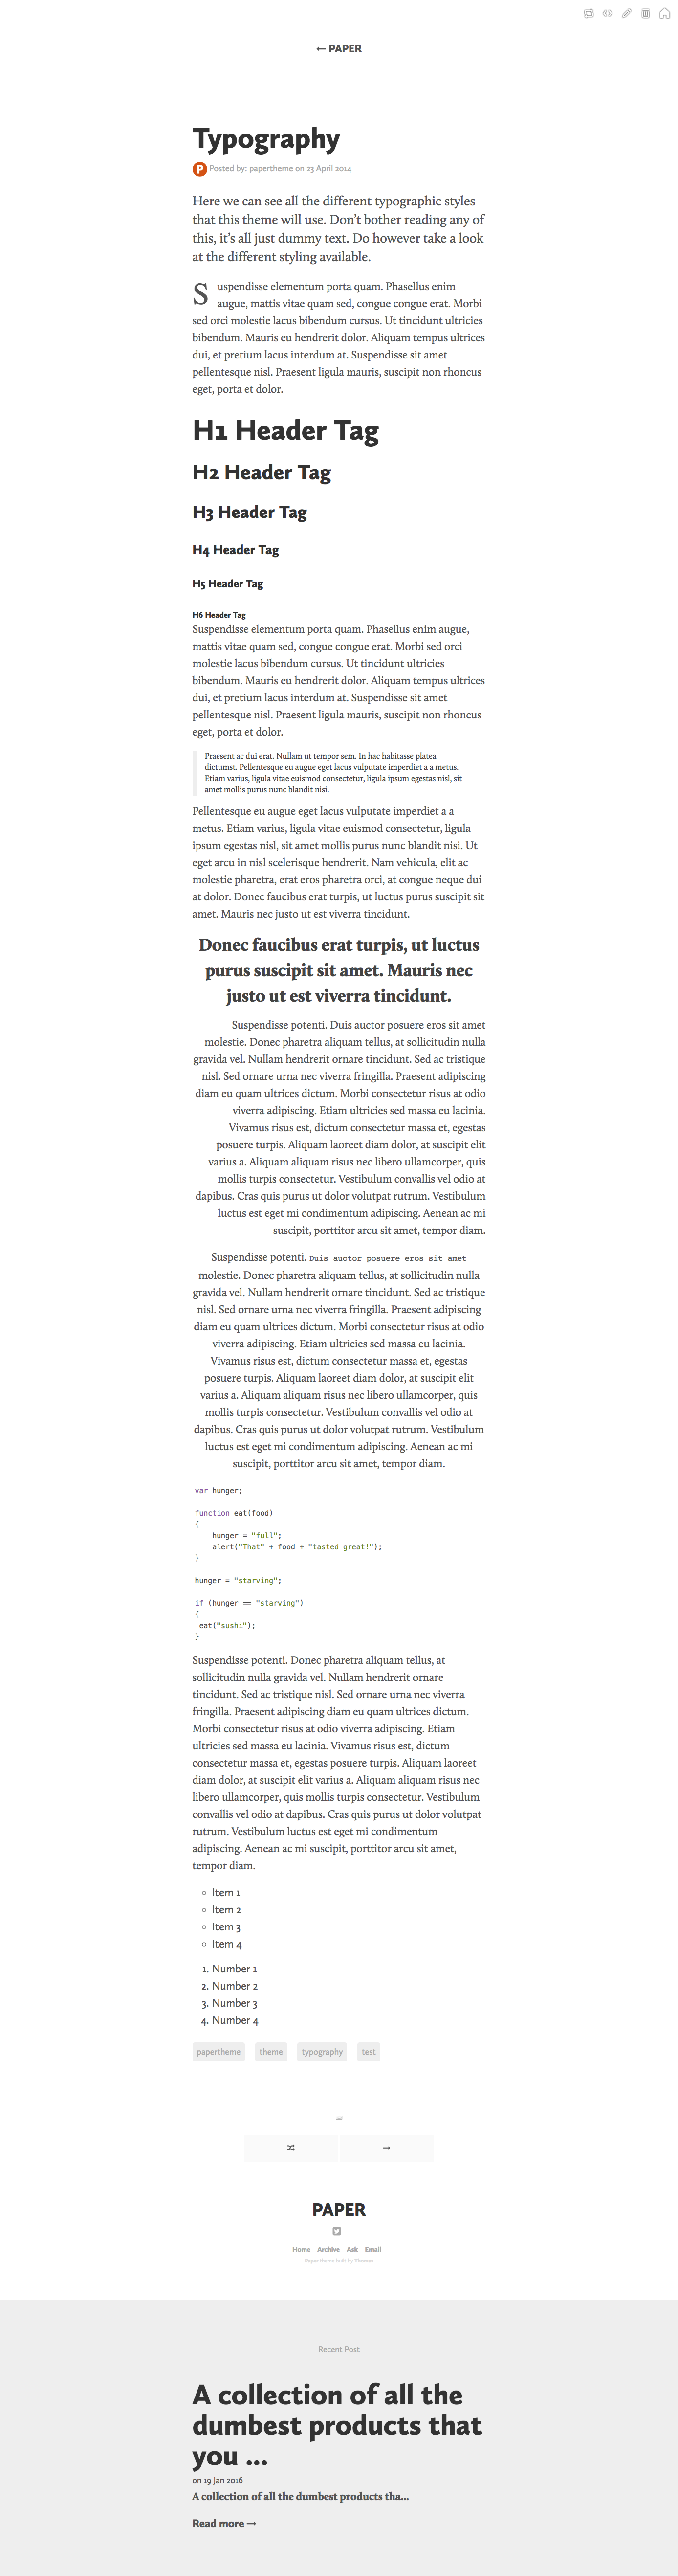 ← PAPER
Typography
P Posted by: papertheme on 23 April 2014
Here we can see all the different typographic styles
that this theme will use. Don't bother reading any of
this, it's all just dummy text. Do however take a look
at the different styling available.
Suspendisse elementum porta quam. Phasellus enim
augue, mattis vitae quam sed, congue congue erat. Morbi
sed orci molestie lacus bibendum cursus. Ut tincidunt ultricies
bibendum. Mauris eu hendrerit dolor. Aliquam tempus ultrices
dui, et pretium lacus interdum at. Suspendisse sit amet
pellentesque nisl. Praesent ligula mauris, suscipit non rhoncus
eget, porta et dolor.
H1 Header Tag
H2 Header Tag
H3 Header Tag
H4 Header Tag
H5 Header Tag
H6 Header Tag
Suspendisse elementum porta quam. Phasellus enim augue,
mattis vitae quam sed, congue congue erat. Morbi sed orci
molestie lacus bibendum cursus. Ut tincidunt ultricies
bibendum. Mauris eu hendrerit dolor. Aliquam tempus ultrices
dui, et pretium lacus interdum at. Suspendisse sit amet
pellentesque nisl. Praesent ligula mauris, suscipit non rhoncus
eget, porta et dolor.
Praesent ac dui erat. Nullam ut tempor sem. In hac habitasse platea
dictumst. Pellentesque eu augue eget lacus vulputate imperdiet a a metus.
Etiam varius, ligula vitae euismod consectetur, ligula ipsum egestas nisl, sit
amet mollis purus nunc blandit nisi.
Pellentesque eu augue eget lacus vulputate imperdiet a a
metus. Etiam varius, ligula vitae euismod consectetur, ligula
ipsum egestas nisl, sit amet mollis purus nunc blandit nisi. Ut
eget arcu in nisl scelerisque hendrerit. Nam vehicula, elit ac
molestie pharetra, erat eros pharetra orci, at congue neque dui
at dolor. Donec faucibus erat turpis, ut luctus purus suscipit sit
amet. Mauris nec justo ut est viverra tincidunt.
Donec faucibus erat turpis, ut luctus
purus suscipit sit amet. Mauris nec
justo ut est viverra tincidunt.
Suspendisse potenti. Duis auctor posuere eros sit amet
molestie. Donec pharetra aliquam tellus, at sollicitudin nulla
gravida vel. Nullam hendrerit ornare tincidunt. Sed ac tristique
nisl. Sed ornare urna nec viverra fringilla. Praesent adipiscing
diam eu quam ultrices dictum. Morbi consectetur risus at odio
viverra adipiscing. Etiam ultricies sed massa eu lacinia.
Vivamus risus est, dictum consectetur massa et, egestas
posuere turpis. Aliquam laoreet diam dolor, at suscipit elit
varius a. Aliquam aliquam risus nec libero ullamcorper, quis
mollis turpis consectetur. Vestibulum convallis vel odio at
dapibus. Cras quis purus ut dolor volutpat rutrum. Vestibulum
luctus est eget mi condimentum adipiscing. Aenean ac mi
suscipit, porttitor arcu sit amet, tempor diam.
Suspendisse potenti. Duis auctor posuere eros sit amet
molestie. Donec pharetra aliquam tellus, at sollicitudin nulla
gravida vel. Nullam hendrerit ornare tincidunt. Sed ac tristique
nisl. Sed ornare urna nec viverra fringilla. Praesent adipiscing
diam eu quam ultrices dictum. Morbi consectetur risus at odio
viverra adipiscing. Etiam ultricies sed massa eu lacinia.
Vivamus risus est, dictum consectetur massa et, egestas
posuere turpis. Aliquam laoreet diam dolor, at suscipit elit
varius a. Aliquam aliquam risus nec libero ullamcorper, quis
mollis turpis consectetur. Vestibulum convallis vel odio at
dapibus. Cras quis purus ut dolor volutpat rutrum. Vestibulum
luctus est eget mi condimentum adipiscing. Aenean ac mi
suscipit, porttitor arcu sit amet, tempor diam.
var hunger;
function eat(food)
{
hunger = "full";
alert("That" + food + "tasted great!");
}
hunger = "starving";
if (hunger == "starving")
{
eat("sushi");
}
Suspendisse potenti. Donec pharetra aliquam tellus, at
sollicitudin nulla gravida vel. Nullam hendrerit ornare
tincidunt. Sed ac tristique nisl. Sed ornare urna nec viverra
fringilla. Praesent adipiscing diam eu quam ultrices dictum.
Morbi consectetur risus at odio viverra adipiscing. Etiam
ultricies sed massa eu lacinia. Vivamus risus est, dictum
consectetur massa et, egestas posuere turpis. Aliquam laoreet
diam dolor, at suscipit elit varius a. Aliquam aliquam risus nec
libero ullamcorper, quis mollis turpis consectetur. Vestibulum
convallis vel odio at dapibus. Cras quis purus ut dolor volutpat
rutrum. Vestibulum luctus est eget mi condimentum
adipiscing. Aenean ac mi suscipit, porttitor arcu sit amet,
tempor diam.
◦ Item 1
◦ Item 2
◦ Item 3
◦ Item 4
1. Number 1
2. Number 2
3. Number 3
4. Number 4
papertheme theme typography test
→
PAPER
Home Archive Ask Email
Paper theme built by Thomas
Recent Post
A collection of all the
dumbest products that
you ...
on 19 Jan 2016
A collection of all the dumbest products tha...
Read more →